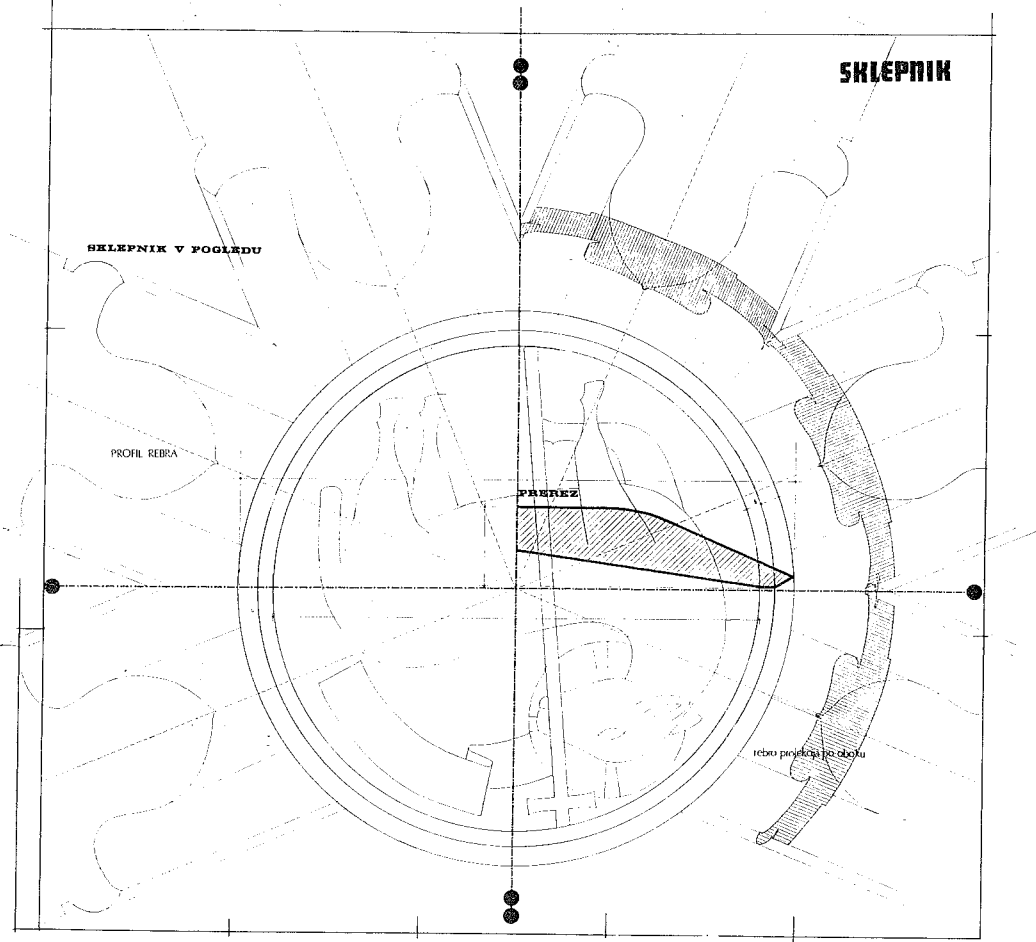 SKLEPNIK
SKLEPNIK V POGLEDU
PROFIL REBRA
PREREZ
rebro projekcija po oboku